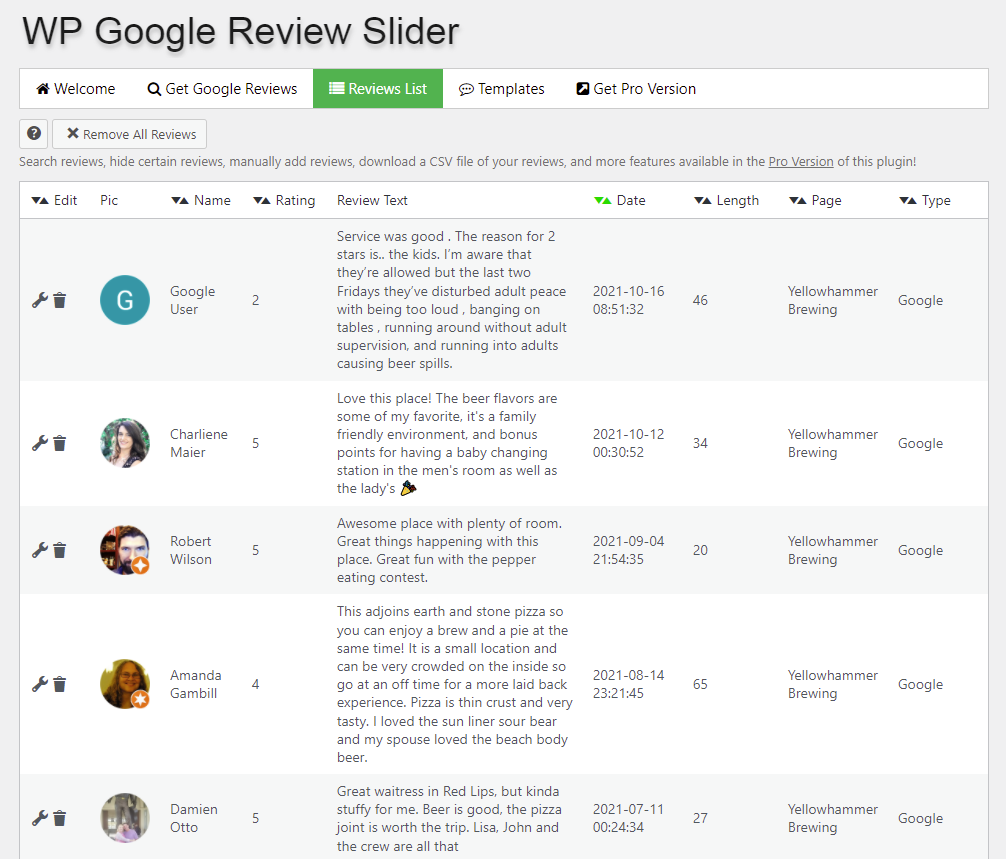 WP Google Review Slider
Welcome Get Google Reviews Reviews List Templates Get Pro Version
Remove All Reviews
Search reviews, hide certain reviews, manually add reviews, download a CSV file of your reviews, and more features available in the Pro Version of this plugin!
Edit Pic Name Rating Review Text Date Length Page Type
G
Google
User
2
Service was good . The reason for 2
stars is.. the kids. I’m aware that
they’re allowed but the last two
Fridays they’ve disturbed adult peace
with being too loud , banging on
tables , running around without adult
supervision, and running into adults
causing beer spills.
2021-10-16
08:51:32
46
Yellowhammer
Brewing
Google
Charliene
Maier
5
Love this place! The beer flavors are
some of my favorite, it's a family
friendly environment, and bonus
points for having a baby changing
station in the men's room as well as
the lady's 🎉
2021-10-12
00:30:52
34
Yellowhammer
Brewing
Google
Robert
Wilson
5
Awesome place with plenty of room.
Great things happening with this
place. Great fun with the pepper
eating contest.
2021-09-04
21:54:35
20
Yellowhammer
Brewing
Google
Amanda
Gambill
4
This adjoins earth and stone pizza so
you can enjoy a brew and a pie at the
same time! It is a small location and
can be very crowded on the inside so
go at an off time for a more laid back
experience. Pizza is thin crust and very
tasty. I loved the sun liner sour bear
and my spouse loved the beach body
beer.
2021-08-14
23:21:45
65
Yellowhammer
Brewing
Google
Damien
Otto
5
Great waitress in Red Lips, but kinda
stuffy for me. Beer is good, the pizza
joint is worth the trip. Lisa, John and
the crew are all that
2021-07-11
00:24:34
27
Yellowhammer
Brewing
Google